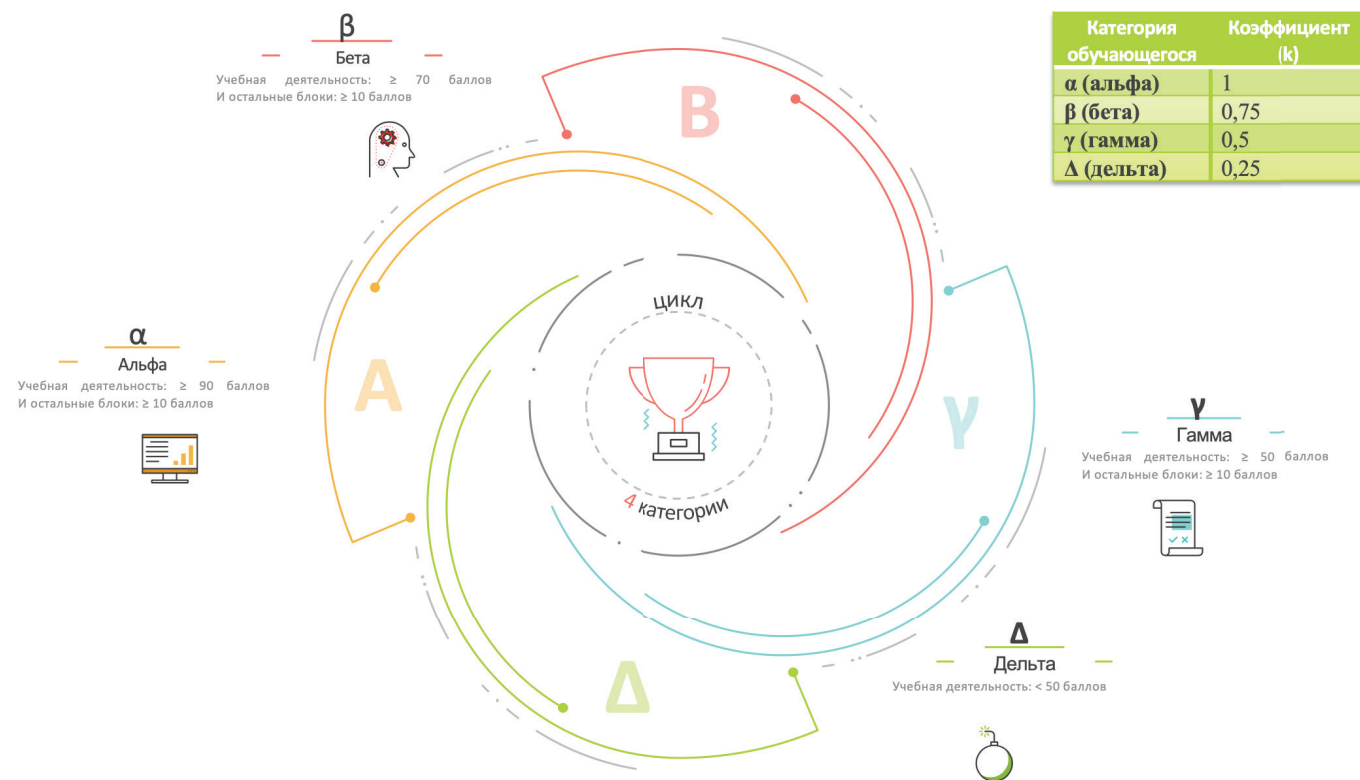 β
Бета
Учебная деятельность: ≥ 70 баллов
И остальные блоки: ≥ 10 баллов
B
Категория обучающегося
Коэффициент (k)
α (альфа) 1
β (бета) 0,75
γ (гамма) 0,5
Δ (дельта) 0,25
α
Альфа
Учебная деятельность: ≥ 90 баллов
И остальные блоки: ≥ 10 баллов
A
цикл
4 категории
γ
γ
Гамма
Учебная деятельность: ≥ 50 баллов
И остальные блоки: ≥ 10 баллов
Δ
Δ
Дельта
Учебная деятельность: < 50 баллов